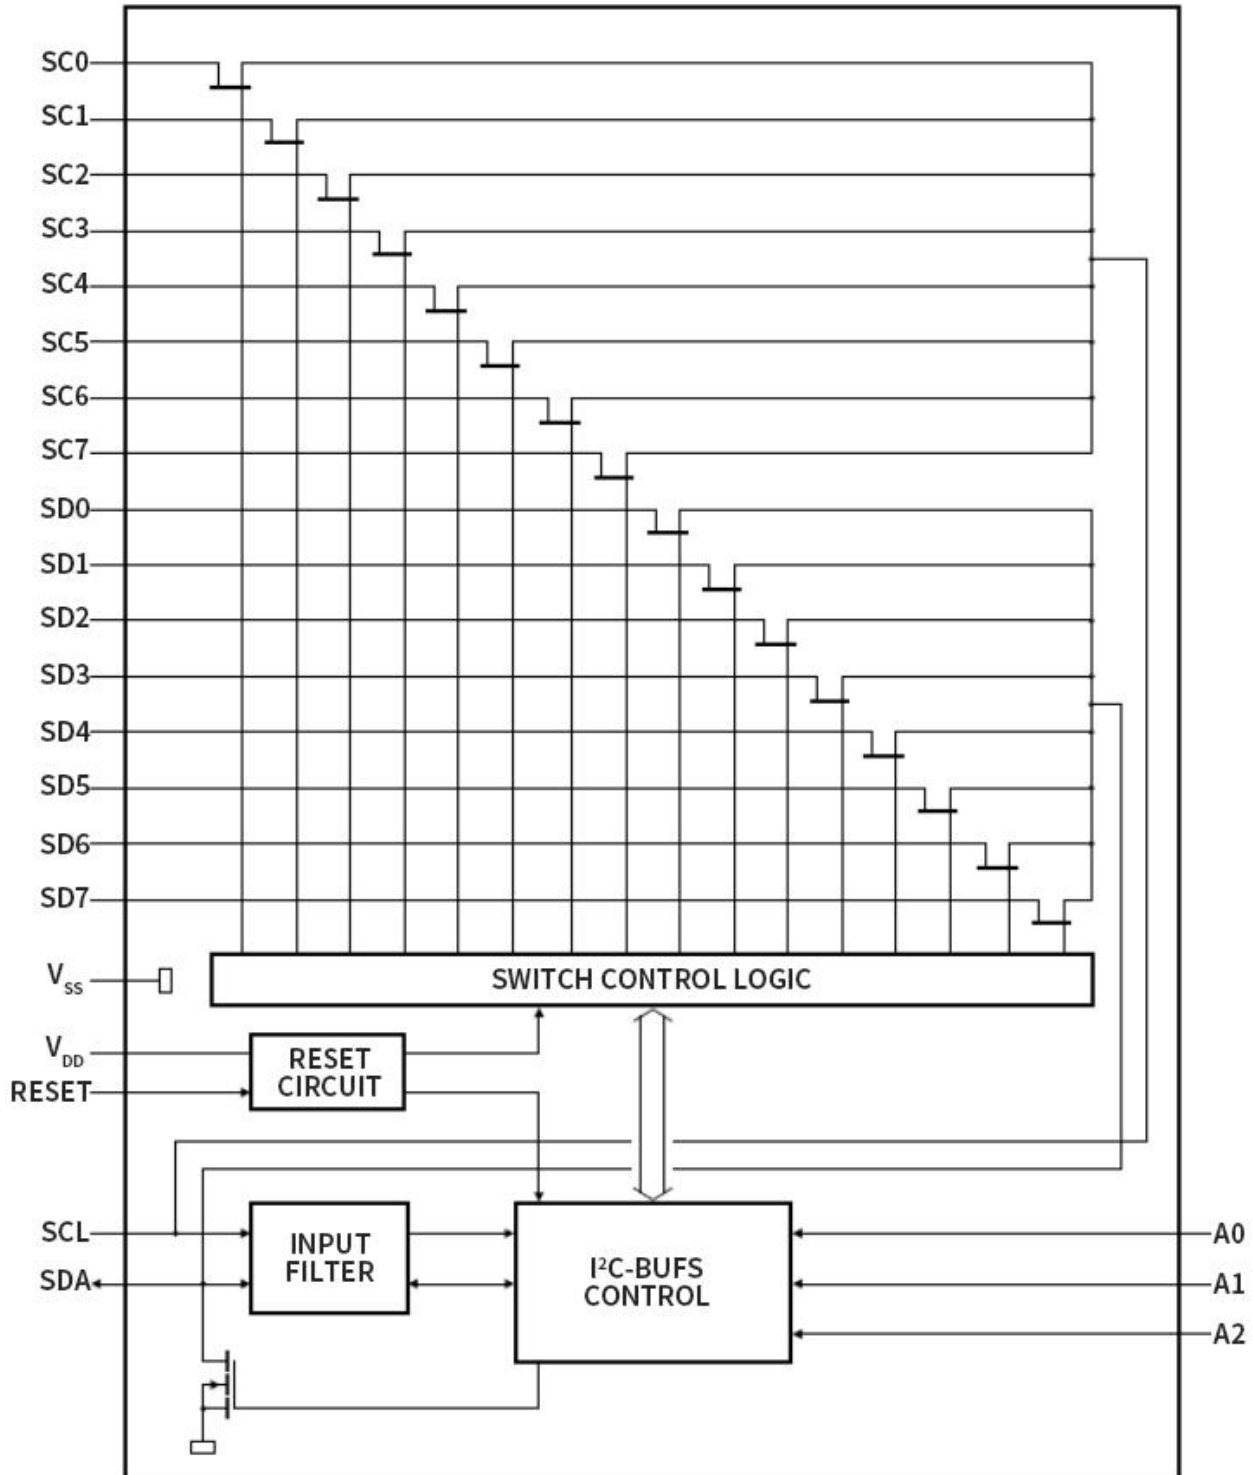 SC0
SC1
SC2
SC3
SC4
SC5
SC6
SC7
SD0
SD1
SD2
SD3
SD4
SD5
SD6
SD7
VSS
SWITCH CONTROL LOGIC
VDD
RESET
CIRCUIT
RESET
SCL
SDA
INPUT
FILTER
I²C-BUFS
CONTROL
A0
A1
A2